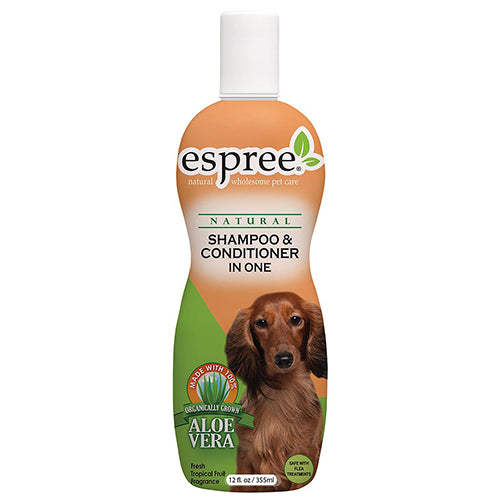 espree®
natural wholesome pet care
NATURAL
SHAMPOO &
CONDITIONER
IN ONE
MADE WITH 100%
ORGANICALLY GROWN
ALOE
VERA
Fresh
Tropical Fruit
Fragrance
12 fl. oz / 355ml
SAFE WITH
FLEA
TREATMENTS